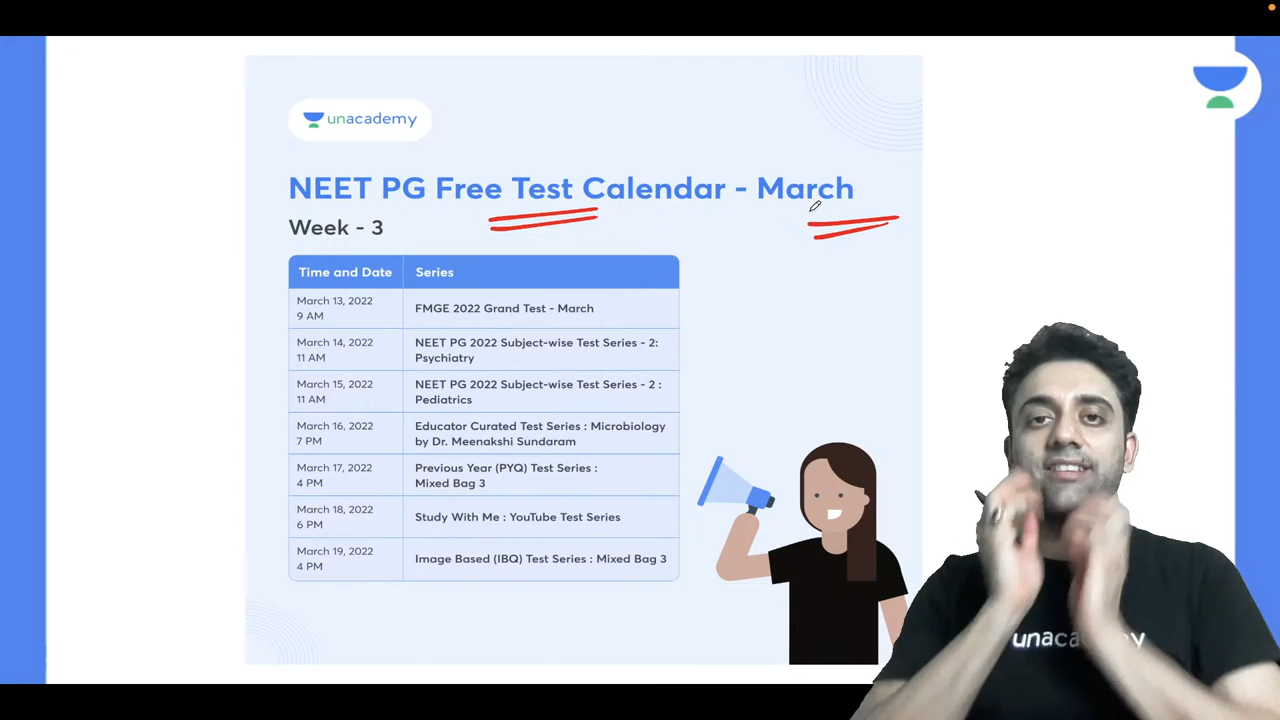 unacademy
NEET PG Free Test Calendar - March
Week - 3
Time and Date Series
March 13, 2022
9 AM
FMGE 2022 Grand Test - March
March 14, 2022
11 AM
NEET PG 2022 Subject-wise Test Series - 2:
Psychiatry
March 15, 2022
11 AM
NEET PG 2022 Subject-wise Test Series - 2 :
Pediatrics
March 16, 2022
7 PM
Educator Curated Test Series : Microbiology
by Dr. Meenakshi Sundaram
March 17, 2022
4 PM
Previous Year (PYQ) Test Series :
Mixed Bag 3
March 18, 2022
6 PM
Study With Me : YouTube Test Series
March 19, 2022
4 PM
Image Based (IBQ) Test Series : Mixed Bag 3
unacademy